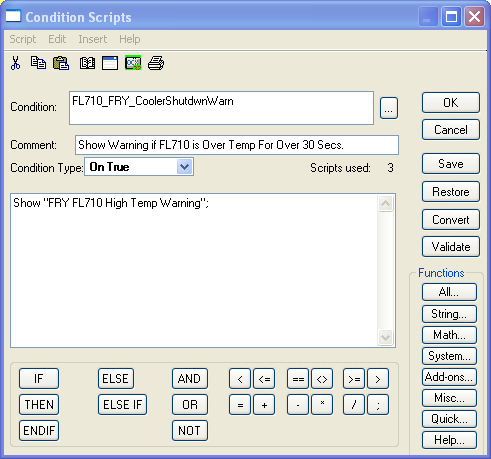 Condition Scripts
Script Edit Insert Help
Condition: FL710_FRY_CoolerShutdwnWarn ... OK
Cancel
Comment: Show Warning if FL710 is Over Temp For Over 30 Secs.
Condition Type: On True Scripts used: 3 Save
Restore
Show "FRY FL710 High Temp Warning";
Convert
Validate
Functions
All...
String...
Math...
System...
Add-ons...
Misc...
Quick...
Help...
IF ELSE AND < <= == <> >= >
THEN ELSE IF OR = + - * / ;
ENDIF NOT